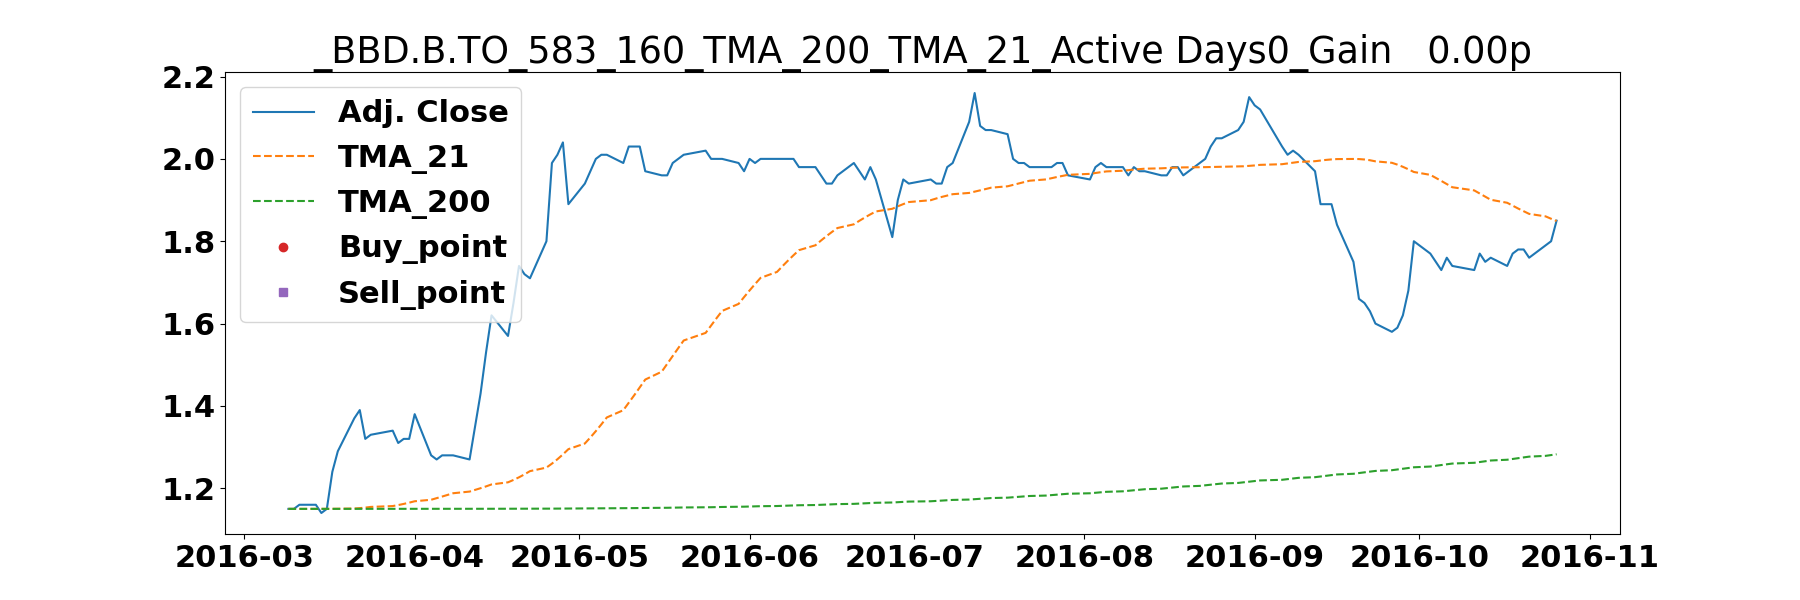 _BBD.B.TO_583_160_TMA_200_TMA_21_Active Days0_Gain   0.00p
2.2
2.0
1.8
1.6
1.4
1.2
Adj. Close
TMA_21
TMA_200
Buy_point
Sell_point
2016-03 2016-04 2016-05 2016-06 2016-07 2016-08 2016-09 2016-10 2016-11